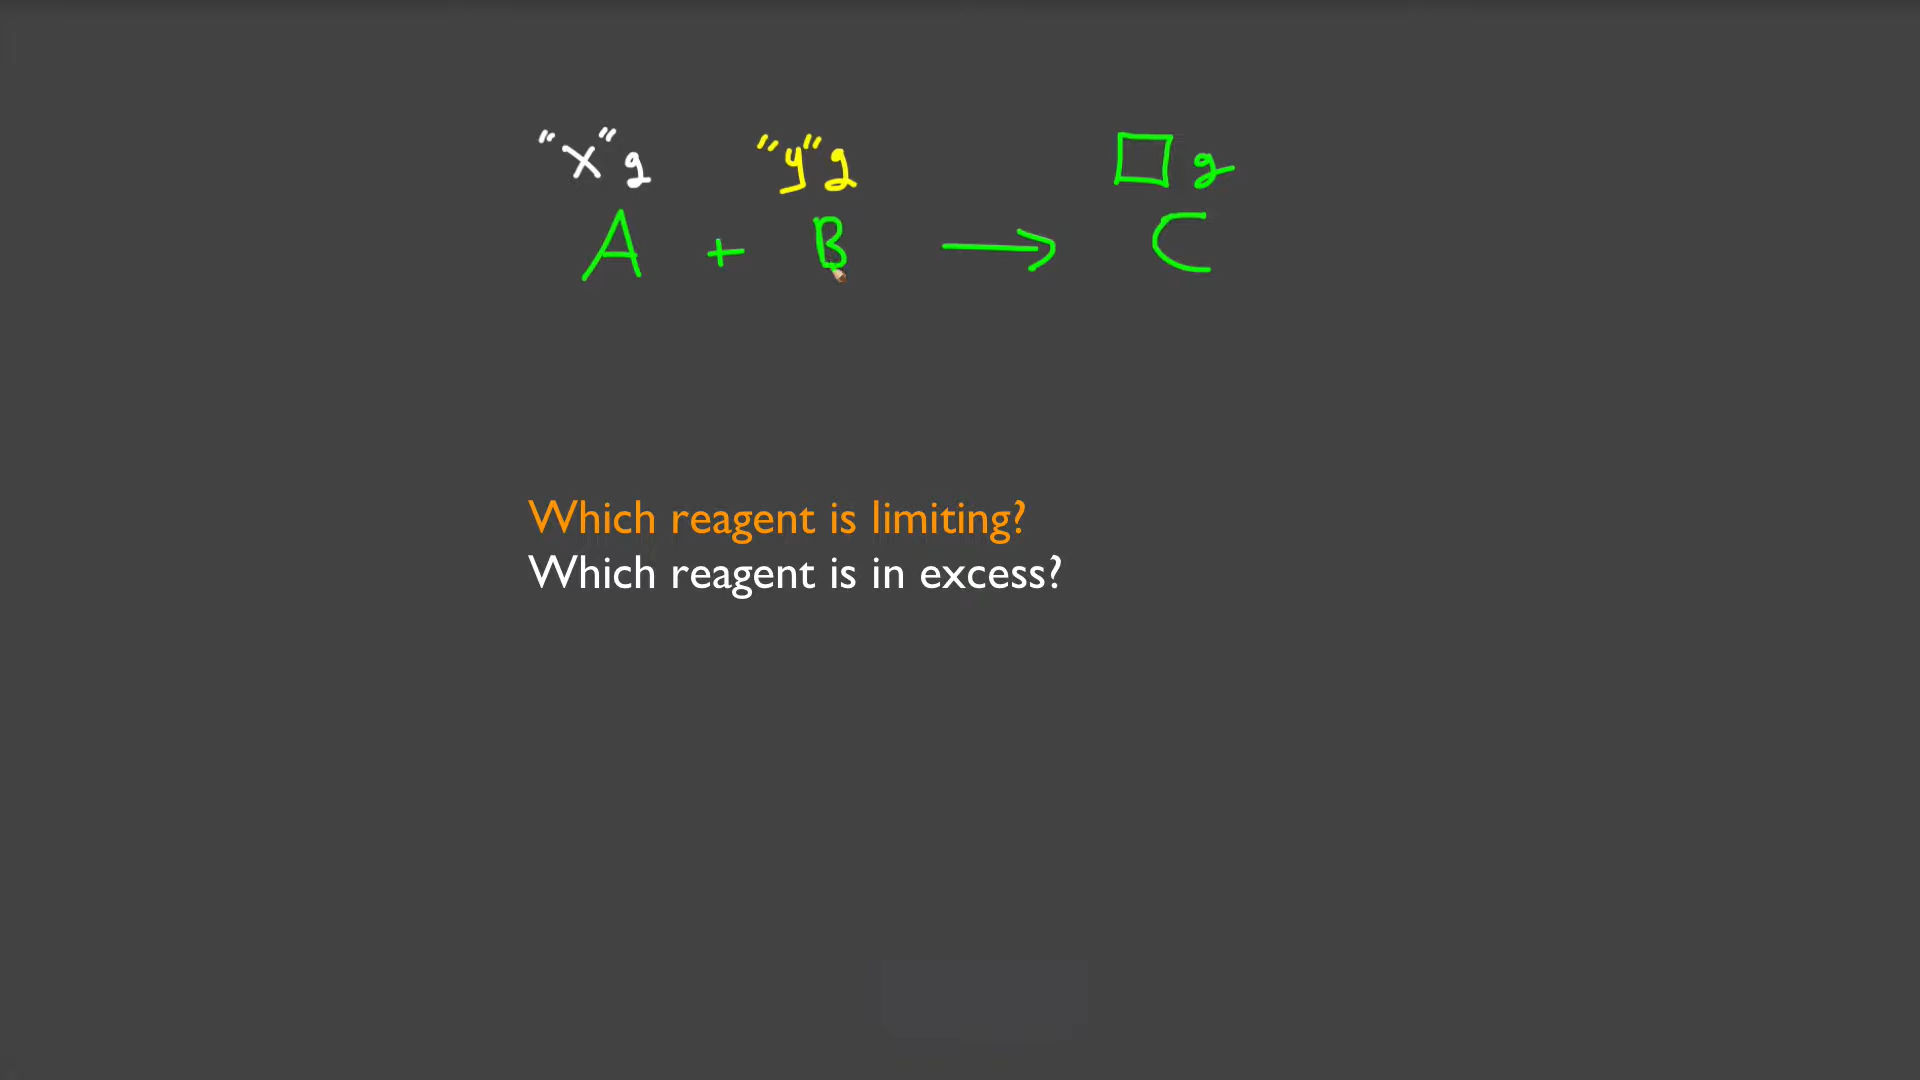 "x" g "y" g □ g
A + B → C
Which reagent is limiting?
Which reagent is in excess?